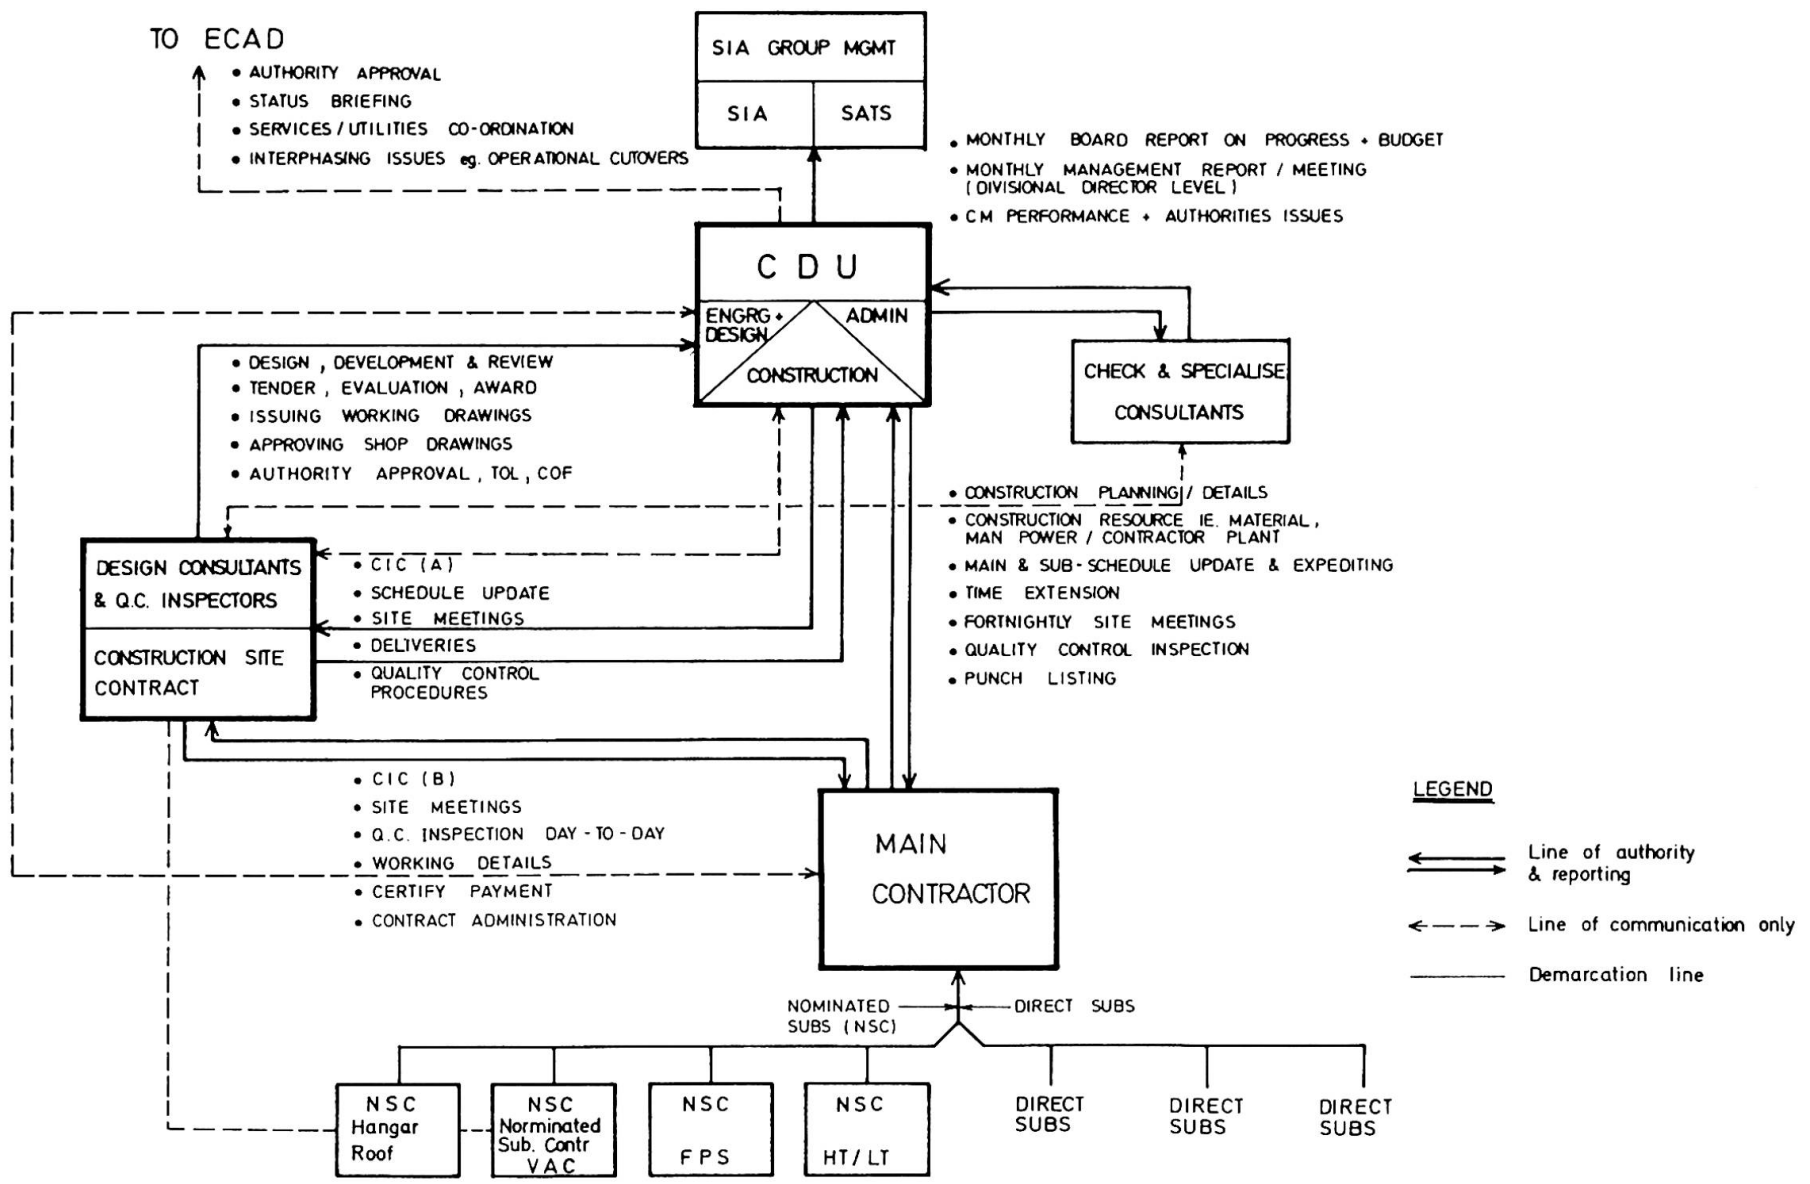 TO ECAD
• AUTHORITY APPROVAL
• STATUS BRIEFING
• SERVICES/UTILITIES CO-ORDINATION
• INTERPHASING ISSUES eg. OPERATIONAL CUTOVERS
SIA GROUP MGMT
SIA
SATS
• MONTHLY BOARD REPORT ON PROGRESS + BUDGET
• MONTHLY MANAGEMENT REPORT / MEETING
(DIVISIONAL DIRECTOR LEVEL)
• CM PERFORMANCE + AUTHORITIES ISSUES
CDU
ENGRG +
DESIGN
ADMIN
CONSTRUCTION
CHECK & SPECIALISE
CONSULTANTS
• DESIGN, DEVELOPMENT & REVIEW
• TENDER, EVALUATION, AWARD
• ISSUING WORKING DRAWINGS
• APPROVING SHOP DRAWINGS
• AUTHORITY APPROVAL, TOL, COF
• CONSTRUCTION PLANNING / DETAILS
• CONSTRUCTION RESOURCE IE. MATERIAL,
MAN POWER / CONTRACTOR PLANT
• MAIN & SUB-SCHEDULE UPDATE & EXPEDITING
• TIME EXTENSION
• FORTNIGHTLY SITE MEETINGS
• QUALITY CONTROL INSPECTION
• PUNCH LISTING
DESIGN CONSULTANTS
& Q.C. INSPECTORS
CONSTRUCTION SITE
CONTRACT
• CIC (A)
• SCHEDULE UPDATE
• SITE MEETINGS
• DELIVERIES
• QUALITY CONTROL
PROCEDURES
• CIC (B)
• SITE MEETINGS
• Q.C. INSPECTION DAY-TO-DAY
• WORKING DETAILS
• CERTIFY PAYMENT
• CONTRACT ADMINISTRATION
MAIN
CONTRACTOR
LEGEND
Line of authority
& reporting
Line of communication only
Demarcation line
NOMINATED
SUBS (NSC)
DIRECT SUBS
NSC
Hangar
Roof
NSC
Norminated
Sub. Contr
VAC
NSC
FPS
NSC
HT/LT
DIRECT
SUBS
DIRECT
SUBS
DIRECT
SUBS